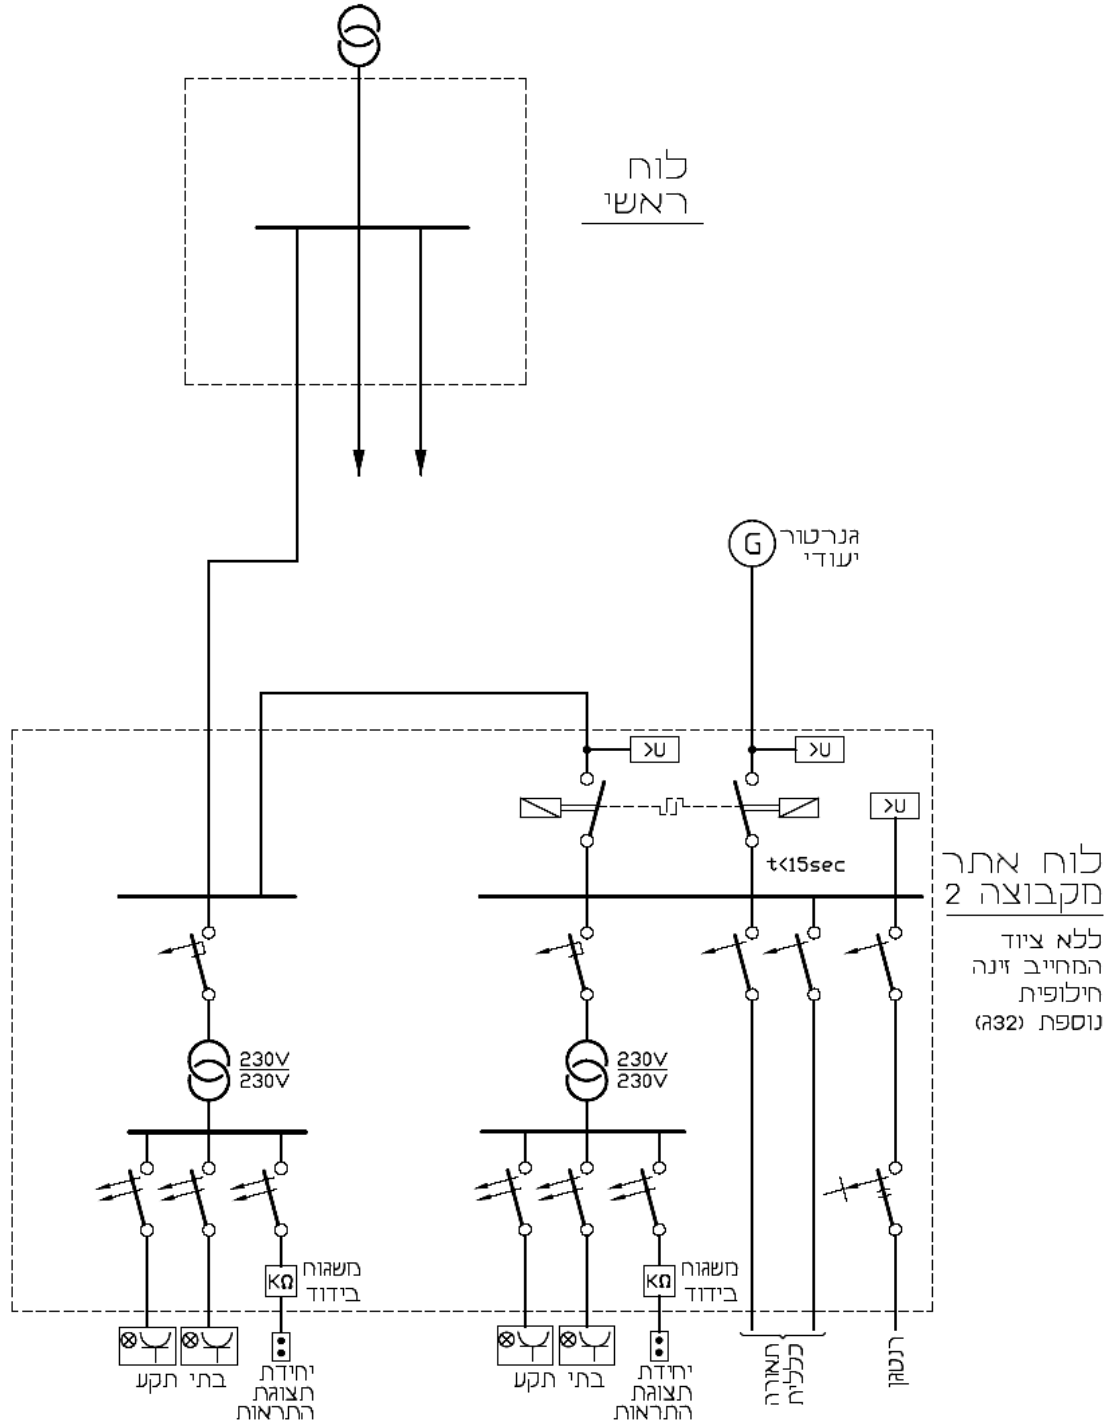 לוח
ראשי
G
גנרטור
יעודי
>U
>U
>U
t<15sec
לוח אתר
מקבוצה 2
ללא ציוד
המחייב זינה
חילופית
נוספת (32ג)
230V
230V
230V
230V
KΩ
משגוח
בידוד
KΩ
משגוח
בידוד
בתי תקע
יחידת
תצוגת
התראות
בתי תקע
יחידת
תצוגת
התראות
תאורה
כללית
רנטגן